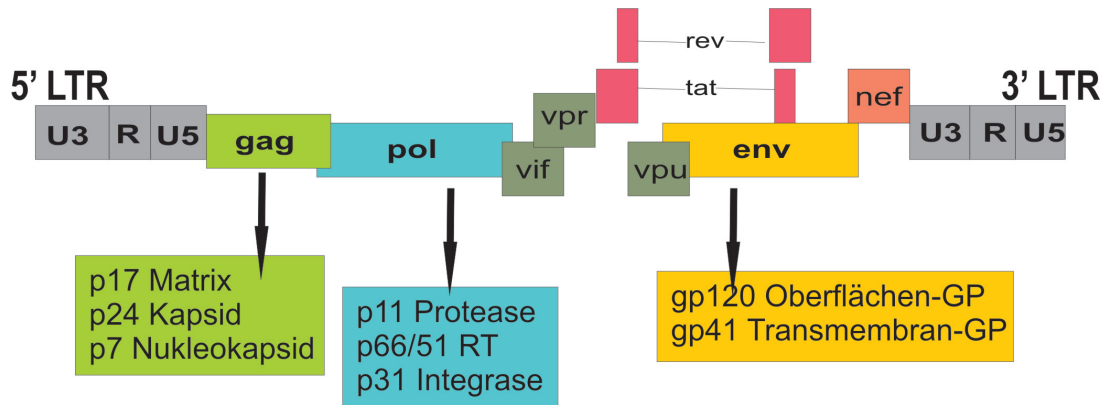 rev
5' LTR
tat
nef
3' LTR
vpr
U3 R U5
gag
pol
vif
vpu
env
U3 R U5
p17 Matrix
p24 Kapsid
p7 Nukleokapsid
p11 Protease
p66/51 RT
p31 Integrase
gp120 Oberflächen-GP
gp41 Transmembran-GP